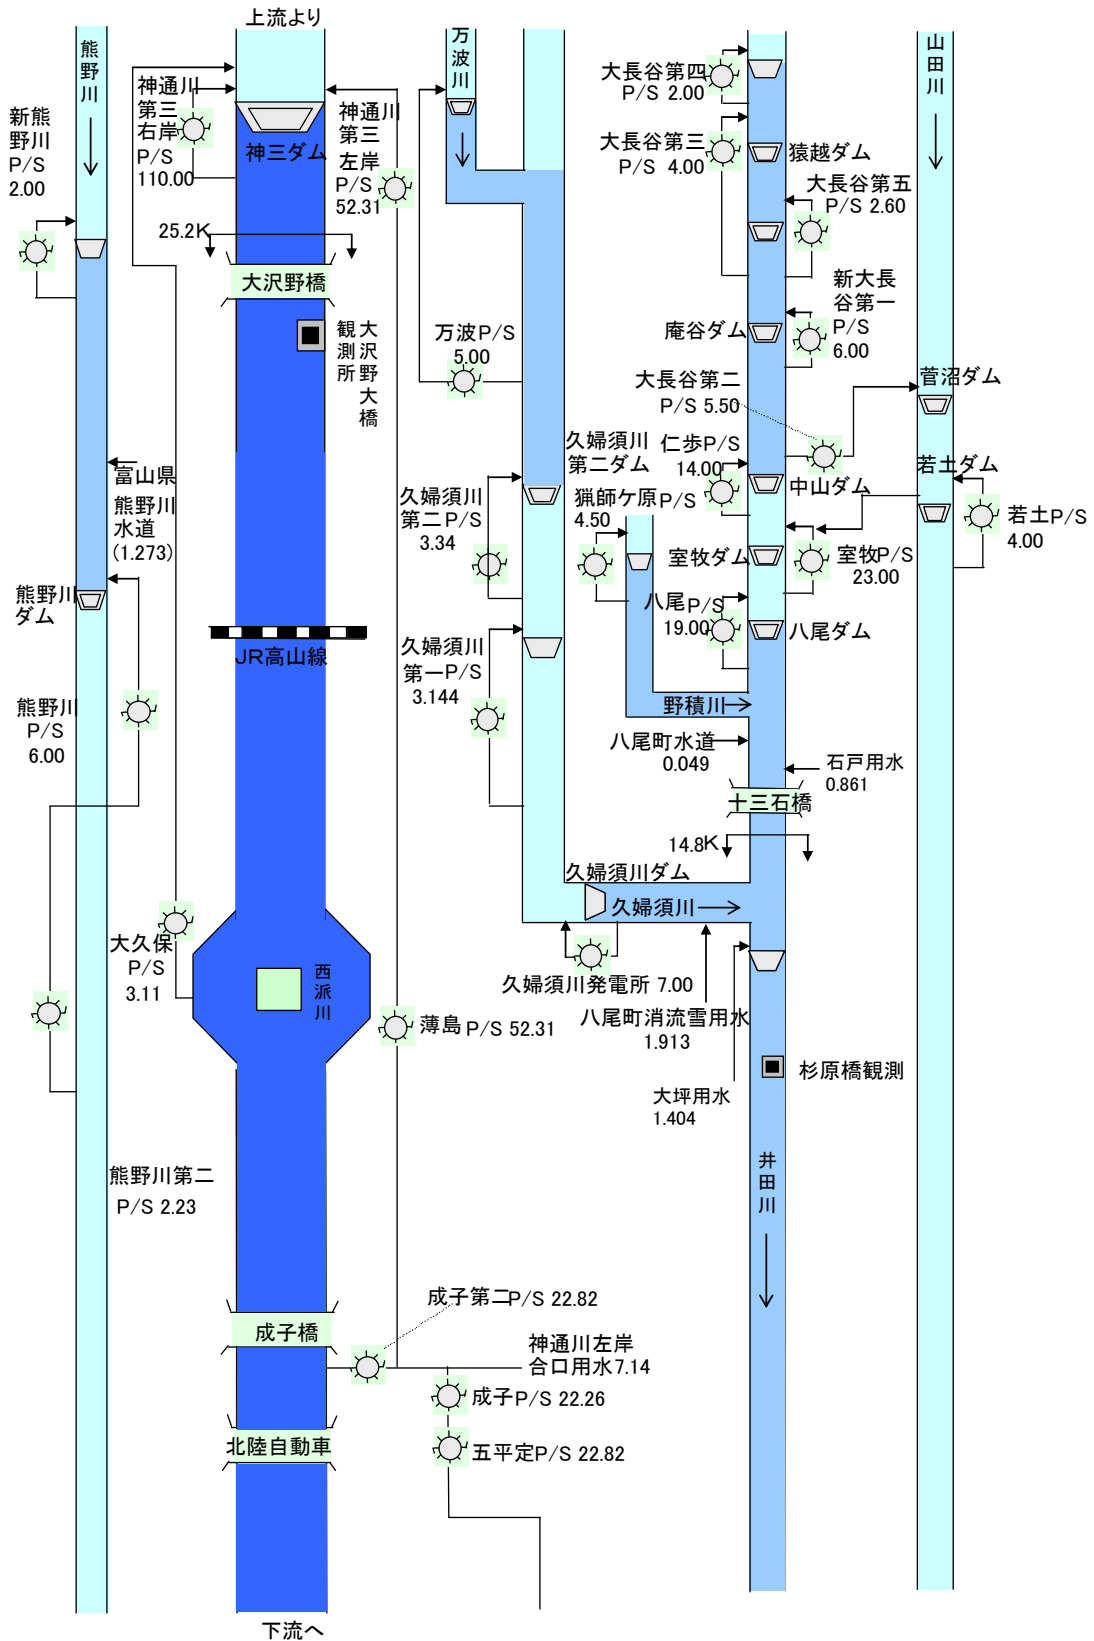 上流より
熊野川
新熊
野川
P/S
2.00
神通川
第三
右岸
P/S
110.00
神三ダム
神通川
第三
左岸
P/S
52.31
25.2K
大沢野橋
大沢野大橋
観測所
富山県
熊野川
水道
(1.273)
熊野川
ダム
熊野川
P/S
6.00
JR高山線
大久保
P/S
3.11
西派川
薄島 P/S 52.31
熊野川第二
P/S 2.23
成子橋
成子第二P/S 22.82
神通川左岸
合口用水7.14
成子P/S 22.26
五平定P/S 22.82
北陸自動車
下流へ
万波川
万波P/S
5.00
久婦須川
第二ダム
久婦須川
第二P/S
3.34
久婦須川
第一P/S
3.144
猟師ケ原P/S
4.50
大長谷第四
P/S 2.00
大長谷第三
P/S 4.00
猿越ダム
大長谷第五
P/S 2.60
新大長
谷第一
P/S
6.00
庵谷ダム
大長谷第二
P/S 5.50
仁歩P/S
14.00
中山ダム
室牧ダム
室牧P/S
23.00
八尾P/S
19.00
八尾ダム
野積川
八尾町水道
0.049
石戸用水
0.861
十三石橋
14.8K
久婦須川ダム
久婦須川
久婦須川発電所 7.00
八尾町消流雪用水
1.913
大坪用水
1.404
杉原橋観測
井田川
山田川
菅沼ダム
若土ダム
若土P/S
4.00